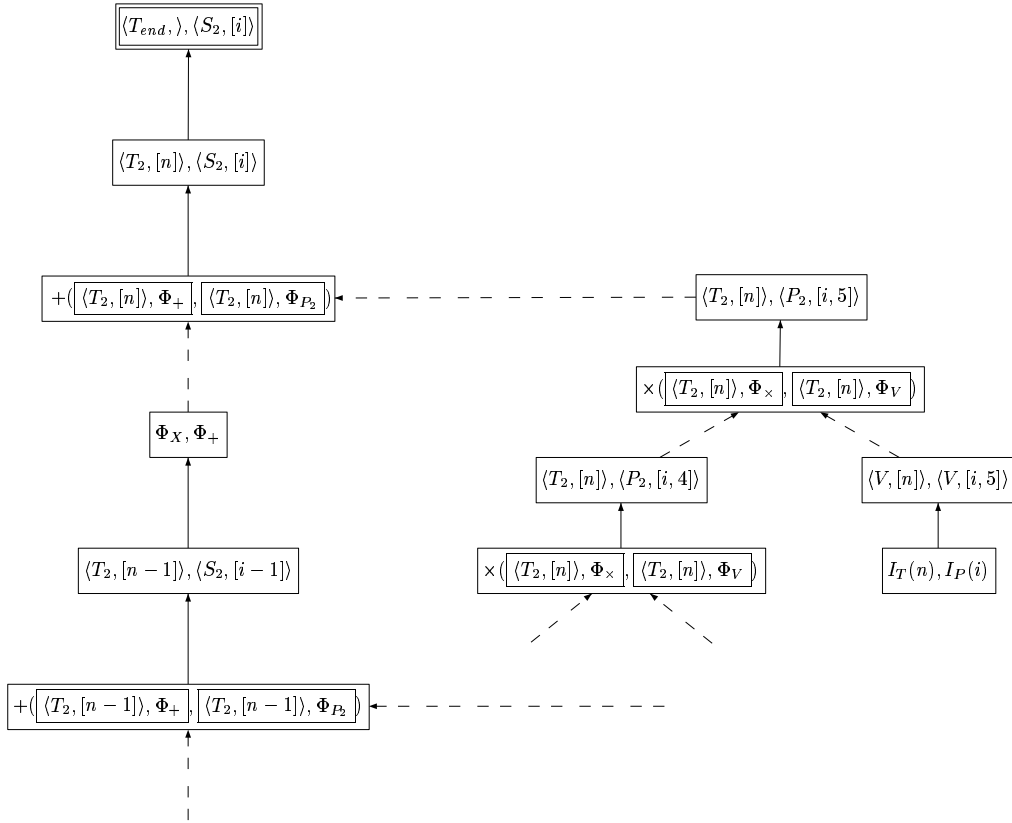 ⟨T_end, ⟩, ⟨S_2, [i]⟩
⟨T_2, [n]⟩, ⟨S_2, [i]⟩
+( ⟨T_2, [n]⟩, Φ_+ , ⟨T_2, [n]⟩, Φ_{P_2} )
⟨T_2, [n]⟩, ⟨P_2, [i, 5]⟩
×( ⟨T_2, [n]⟩, Φ_× , ⟨T_2, [n]⟩, Φ_V )
Φ_X, Φ_+
⟨T_2, [n]⟩, ⟨P_2, [i, 4]⟩
⟨V, [n]⟩, ⟨V, [i, 5]⟩
⟨T_2, [n − 1]⟩, ⟨S_2, [i − 1]⟩
×( ⟨T_2, [n]⟩, Φ_× , ⟨T_2, [n]⟩, Φ_V )
I_T(n), I_P(i)
+( ⟨T_2, [n − 1]⟩, Φ_+ , ⟨T_2, [n − 1]⟩, Φ_{P_2} )